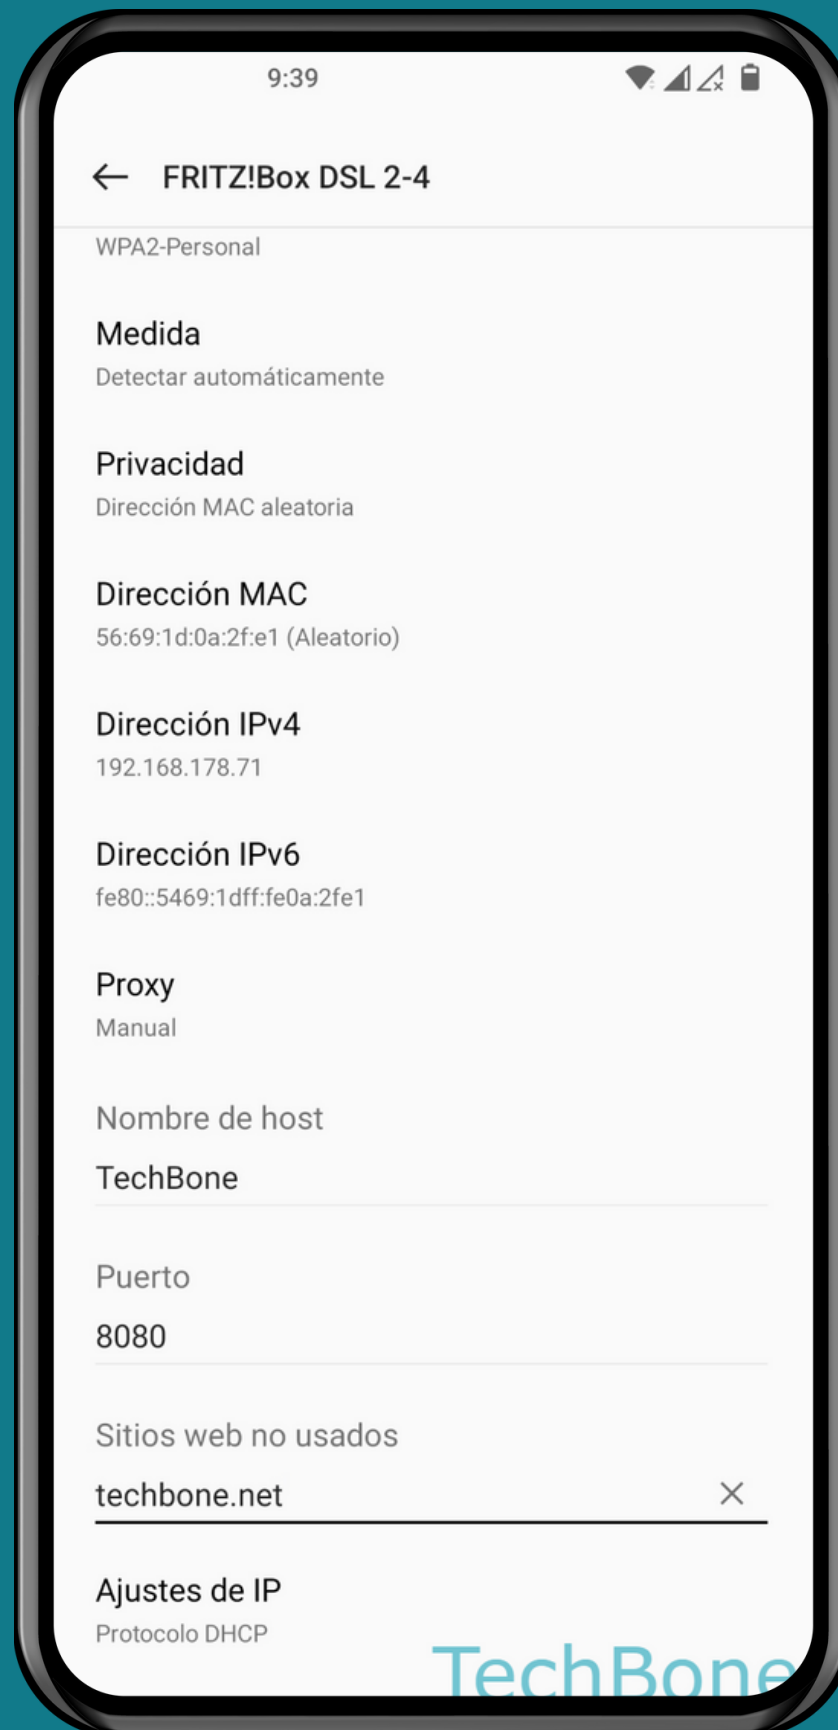 9:39
FRITZ!Box DSL 2-4
WPA2-Personal
Medida
Detectar automáticamente
Privacidad
Dirección MAC aleatoria
Dirección MAC
56:69:1d:0a:2f:e1 (Aleatorio)
Dirección IPv4
192.168.178.71
Dirección IPv6
fe80::5469:1dff:fe0a:2fe1
Proxy
Manual
Nombre de host
TechBone
Puerto
8080
Sitios web no usados
techbone.net
Ajustes de IP
Protocolo DHCP
TechBone